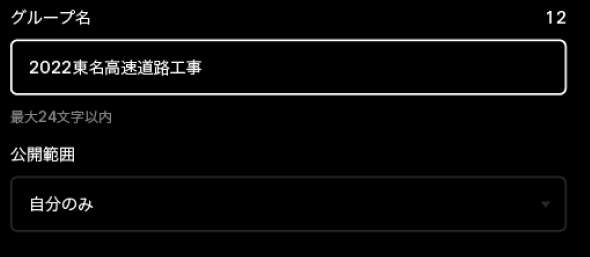 グループ名 12
2022東名高速道路工事
最大24文字以内
公開範囲
自分のみ